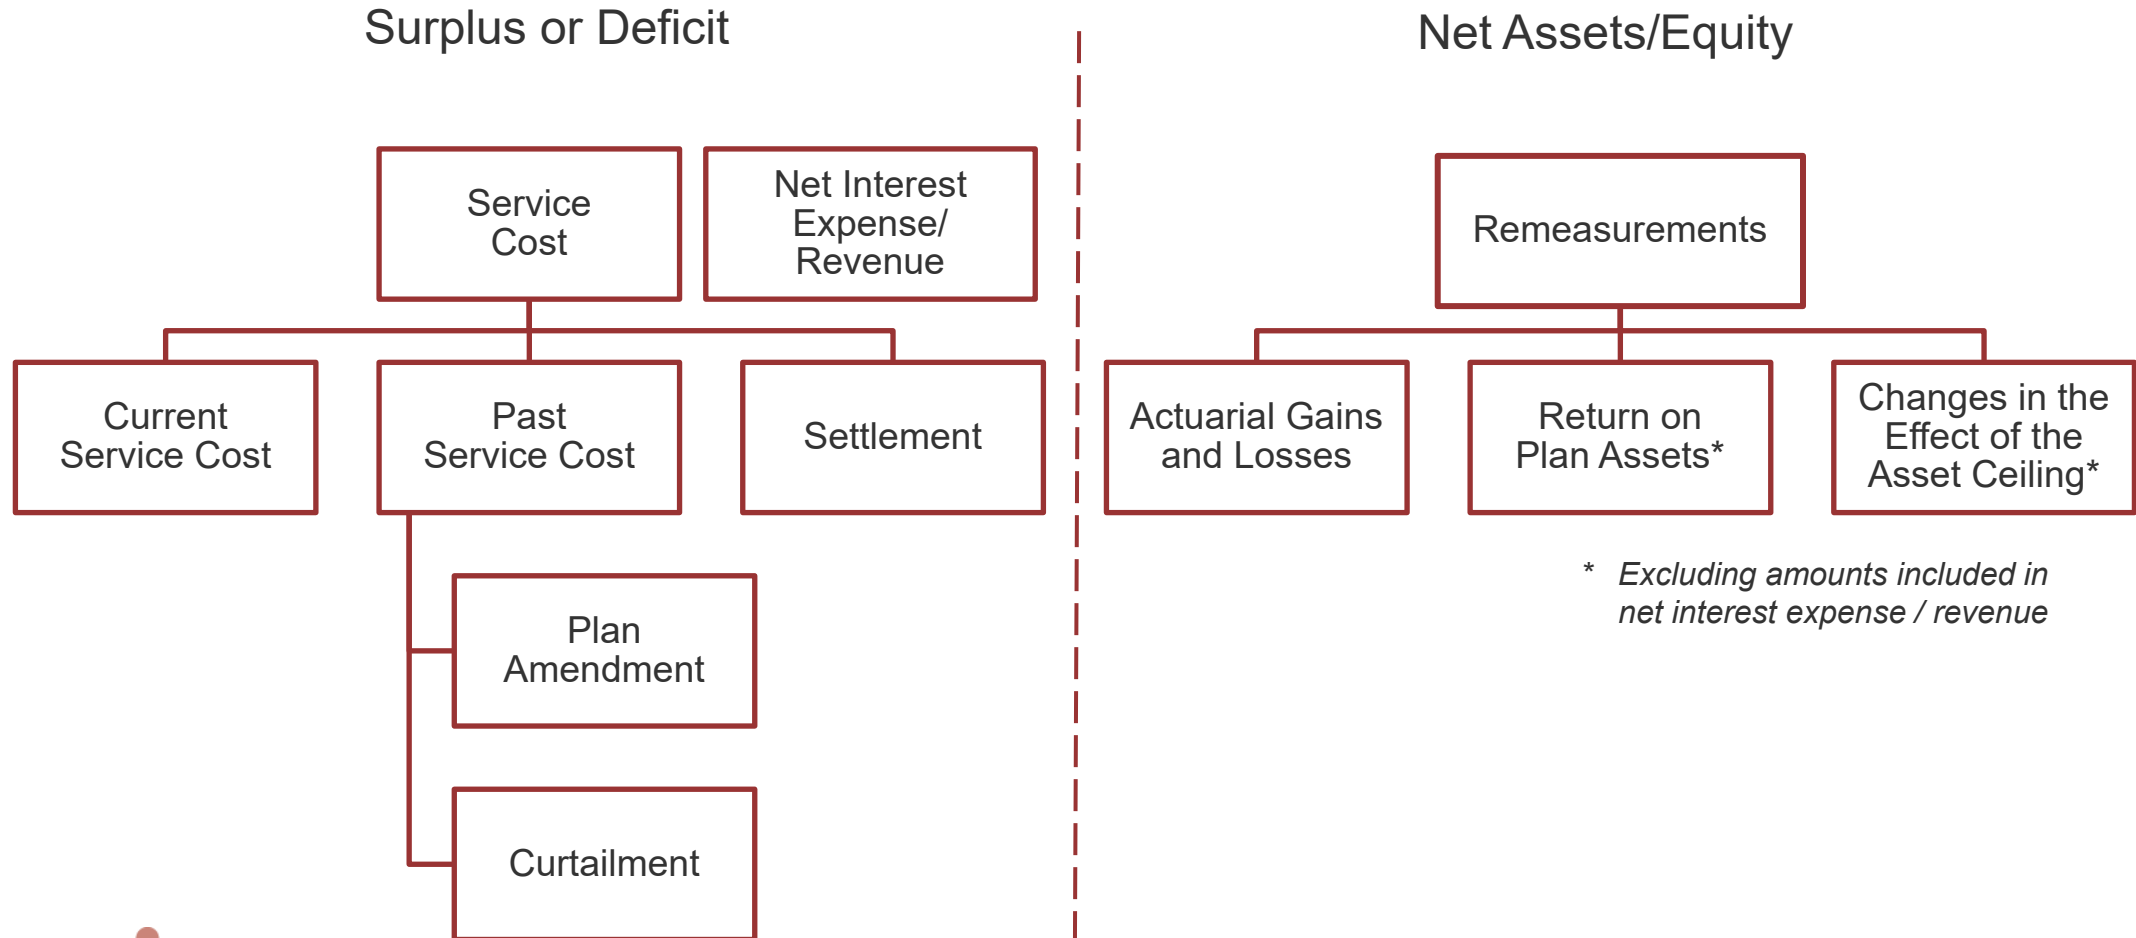 Surplus or Deficit
Net Assets/Equity
Service
Cost
Net Interest
Expense/
Revenue
Remeasurements
Current
Service Cost
Past
Service Cost
Settlement
Actuarial Gains
and Losses
Return on
Plan Assets*
Changes in the
Effect of the
Asset Ceiling*
* Excluding amounts included in
net interest expense / revenue
Plan
Amendment
Curtailment